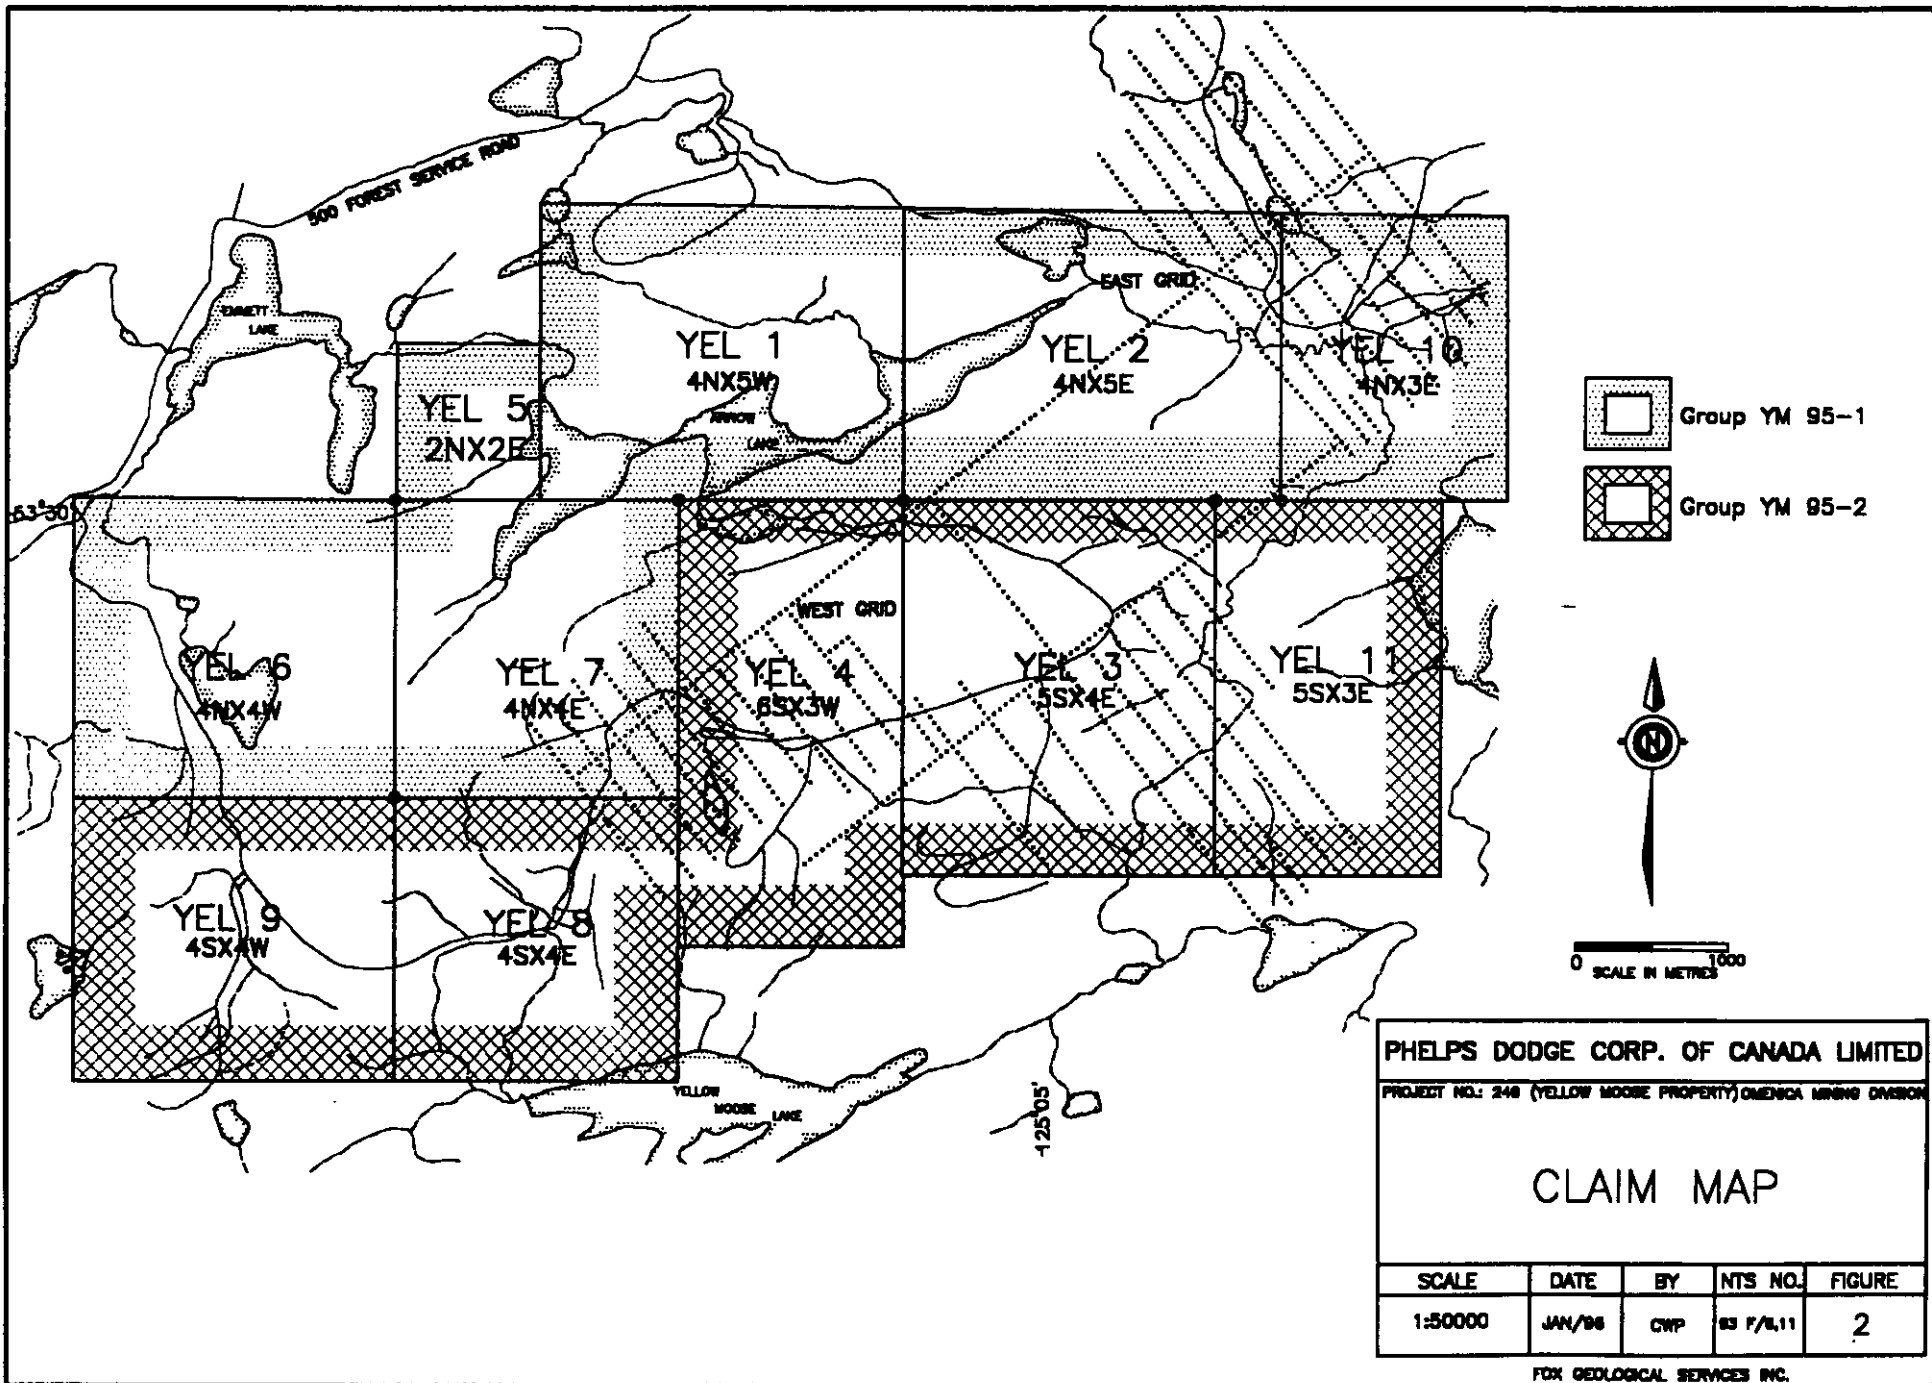 500 FOREST SERVICE ROAD
EMMETT
LAKE
EAST GRID
YEL 1
4NX5W
YEL 2
4NX5E
YEL 10
4NX3E
YEL 5
2NX2E
ARROW
LAKE
Group YM 95-1
Group YM 95-2
53°30'
WEST GRID
YEL 6
4NX4W
YEL 7
4NX4E
YEL 4
6SX3W
YEL 3
5SX4E
YEL 11
5SX3E
N
YEL 9
4SX4W
YEL 8
4SX4E
0 1000
SCALE IN METRES
YELLOW
MOOSE LAKE
125°05'
PHELPS DODGE CORP. OF CANADA LIMITED
PROJECT NO.: 248 (YELLOW MOOSE PROPERTY) OMENICA MINING DIVISION
CLAIM MAP
SCALE DATE BY NTS NO. FIGURE
1:50000 JAN/96 CWP 93 F/6,11 2
FOX GEOLOGICAL SERVICES INC.